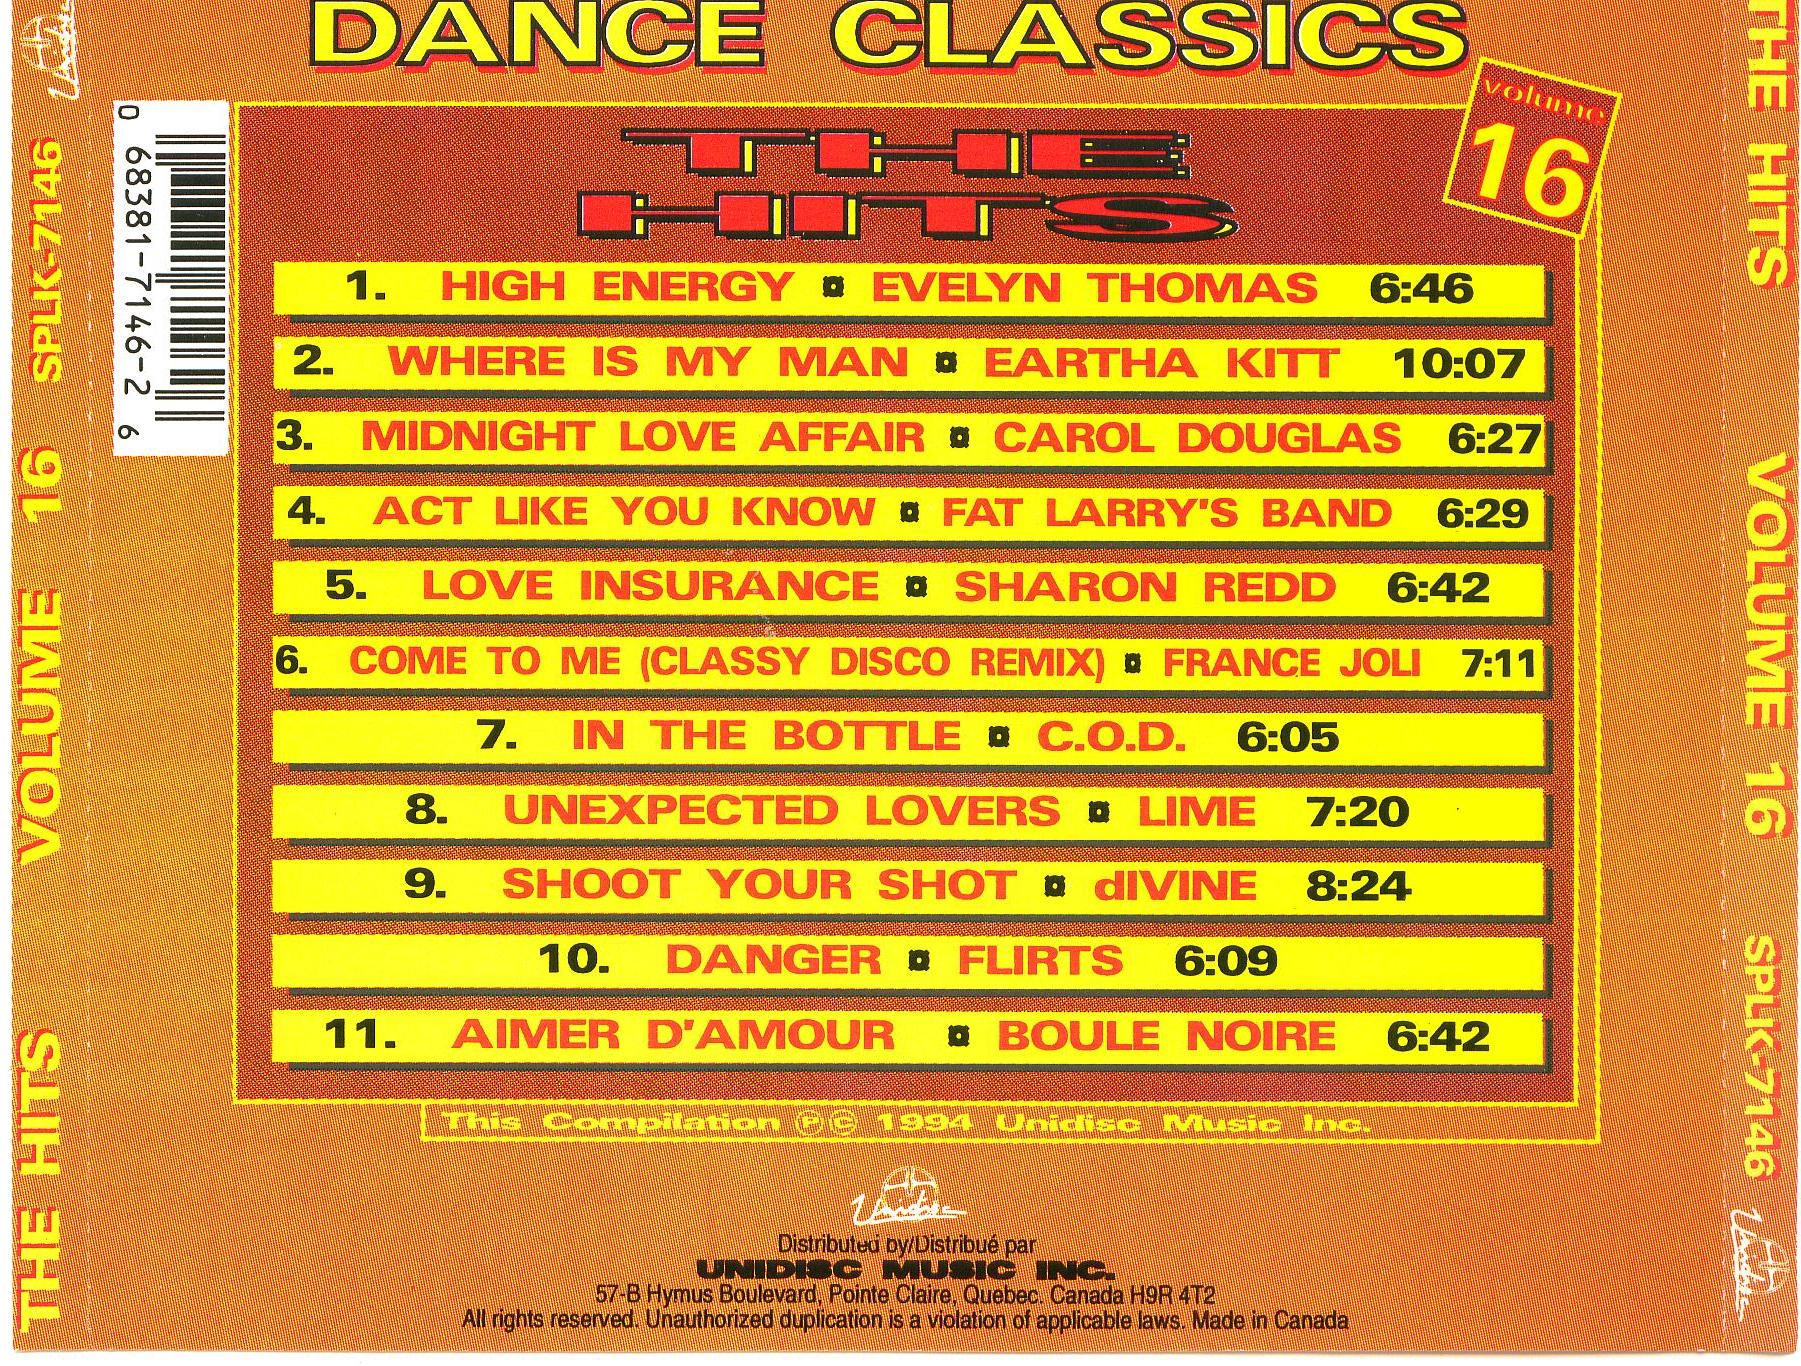 DANCE CLASSICS
volume
16
THE
HITS
1. HIGH ENERGY ¤ EVELYN THOMAS 6:46
2. WHERE IS MY MAN ¤ EARTHA KITT 10:07
3. MIDNIGHT LOVE AFFAIR ¤ CAROL DOUGLAS 6:27
4. ACT LIKE YOU KNOW ¤ FAT LARRY'S BAND 6:29
5. LOVE INSURANCE ¤ SHARON REDD 6:42
6. COME TO ME (CLASSY DISCO REMIX) ¤ FRANCE JOLI 7:11
7. IN THE BOTTLE ¤ C.O.D. 6:05
8. UNEXPECTED LOVERS ¤ LIME 7:20
9. SHOOT YOUR SHOT ¤ dIVINE 8:24
10. DANGER ¤ FLIRTS 6:09
11. AIMER D'AMOUR ¤ BOULE NOIRE 6:42
This Compilation ℗© 1994 Unidisc Music Inc.
Unidisc
Distributed by/Distribué par
UNIDISC MUSIC INC.
57-B Hymus Boulevard, Pointe Claire, Quebec. Canada H9R 4T2
All rights reserved. Unauthorized duplication is a violation of applicable laws. Made in Canada
0 68381-7146-2 6
THE HITS VOLUME 16 SPLK-7146 Unidisc
THE HITS VOLUME 16 SPLK-7146 Unidisc